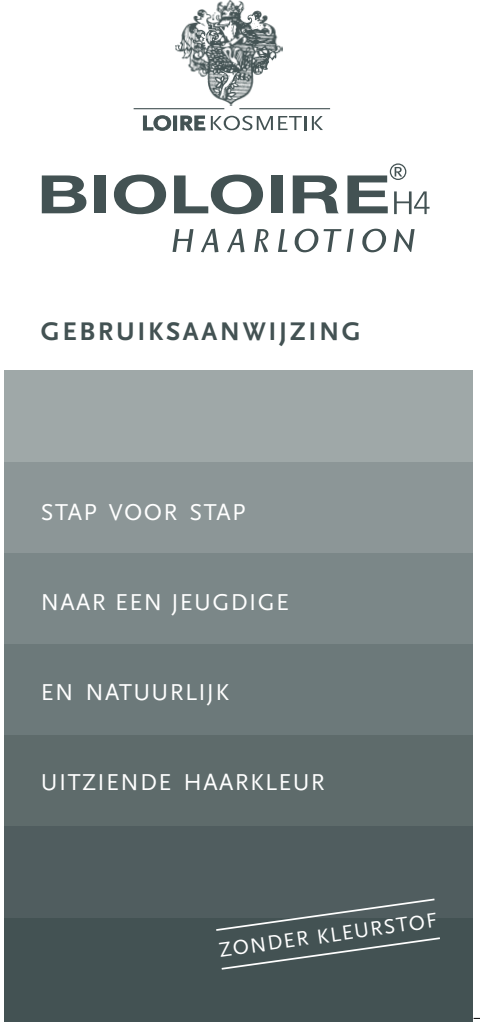 LOIRE KOSMETIK
BIOLOIRE® H4
HAARLOTION
GEBRUIKSAANWIJZING
STAP VOOR STAP
NAAR EEN JEUGDIGE
EN NATUURLIJK
UITZIENDE HAARKLEUR
ZONDER KLEURSTOF